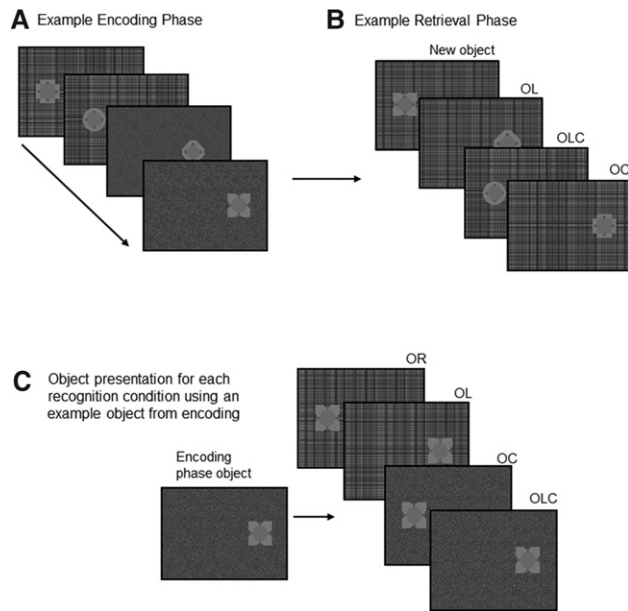 A Example Encoding Phase
B Example Retrieval Phase
New object
OL
OLC
OC
C Object presentation for each
recognition condition using an
example object from encoding
Encoding
phase object
OR
OL
OC
OLC